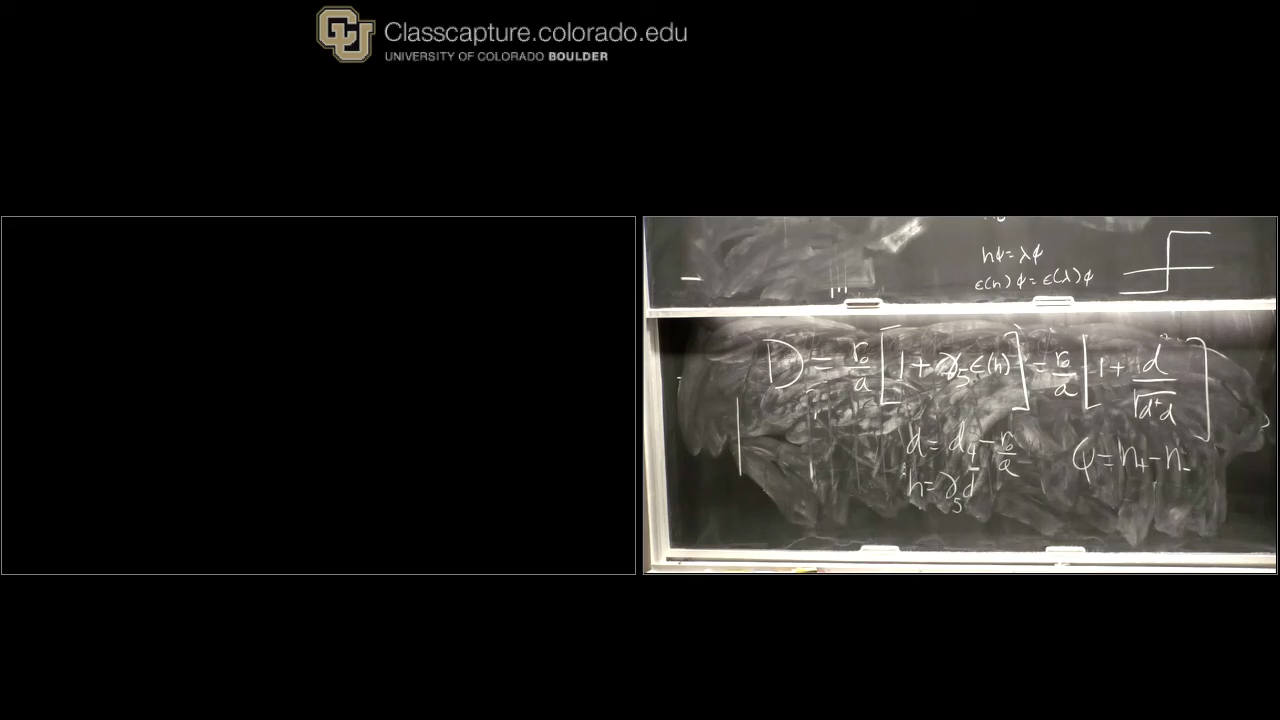 Classcapture.colorado.edu
UNIVERSITY OF COLORADO BOULDER
hφ = λφ
ε(h) φ = ε(λ) φ
D = r₀/a [1 + γ₅ ε(h)] = r₀/a [1 + d/√(d†d)]
d = d₄ − r₀/a
Q = n₊ − n₋
h = γ₅ d